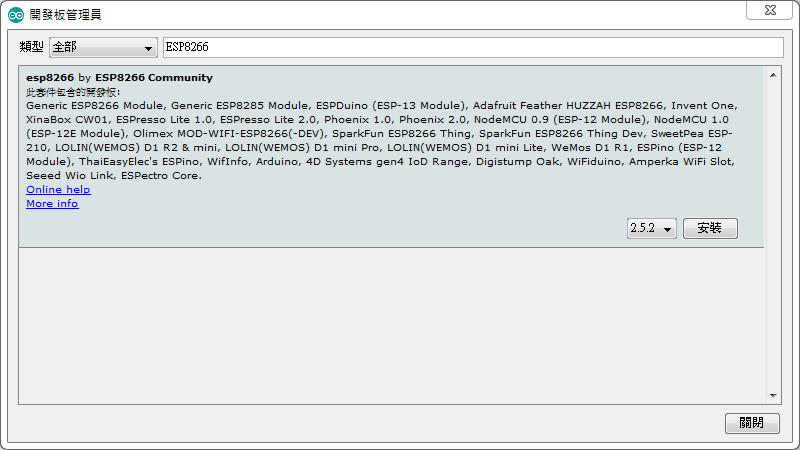 開發板管理員
類型 全部 ESP8266
esp8266 by ESP8266 Community
此套件包含的開發板:
Generic ESP8266 Module, Generic ESP8285 Module, ESPDuino (ESP-13 Module), Adafruit Feather HUZZAH ESP8266, Invent One,
XinaBox CW01, ESPresso Lite 1.0, ESPresso Lite 2.0, Phoenix 1.0, Phoenix 2.0, NodeMCU 0.9 (ESP-12 Module), NodeMCU 1.0
(ESP-12E Module), Olimex MOD-WIFI-ESP8266(-DEV), SparkFun ESP8266 Thing, SparkFun ESP8266 Thing Dev, SweetPea ESP-
210, LOLIN(WEMOS) D1 R2 & mini, LOLIN(WEMOS) D1 mini Pro, LOLIN(WEMOS) D1 mini Lite, WeMos D1 R1, ESPino (ESP-12
Module), ThaiEasyElec's ESPino, WifInfo, Arduino, 4D Systems gen4 IoD Range, Digistump Oak, WiFiduino, Amperka WiFi Slot,
Seeed Wio Link, ESPectro Core.
Online help
More info
2.5.2 安裝
關閉